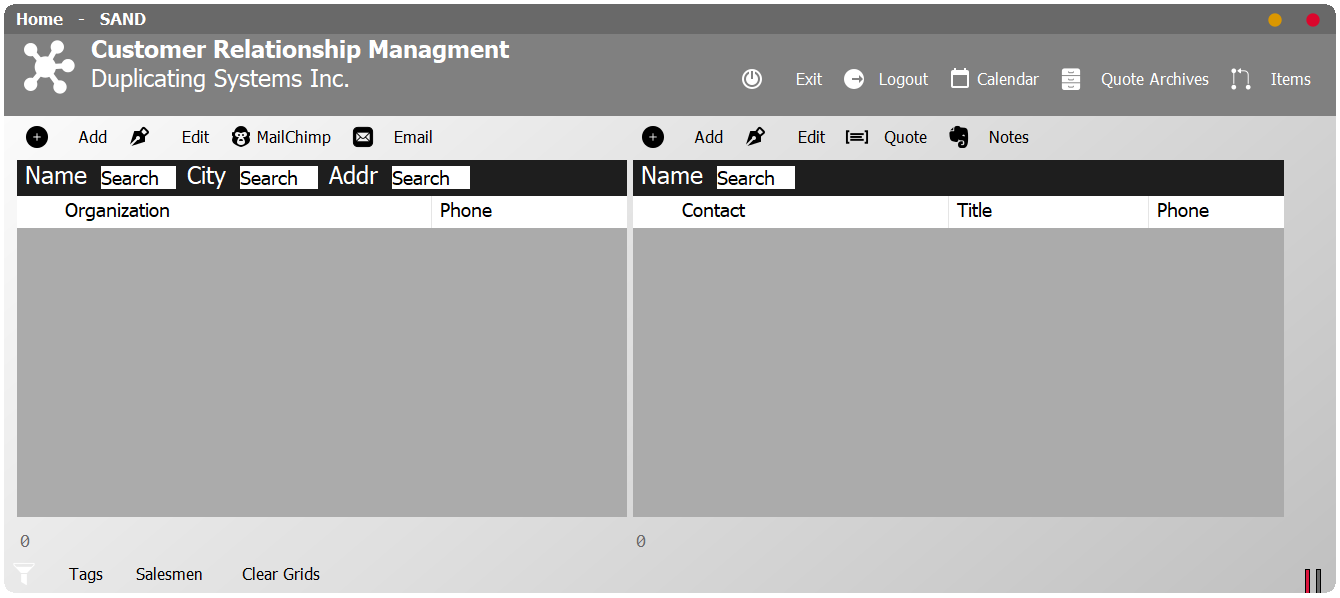 Home - SAND
Customer Relationship Managment
Duplicating Systems Inc.
Exit Logout Calendar Quote Archives Items
Add Edit MailChimp Email
Add Edit Quote Notes
Name Search City Search Addr Search
Name Search
Organization Phone
Contact Title Phone
0
0
Tags Salesmen Clear Grids